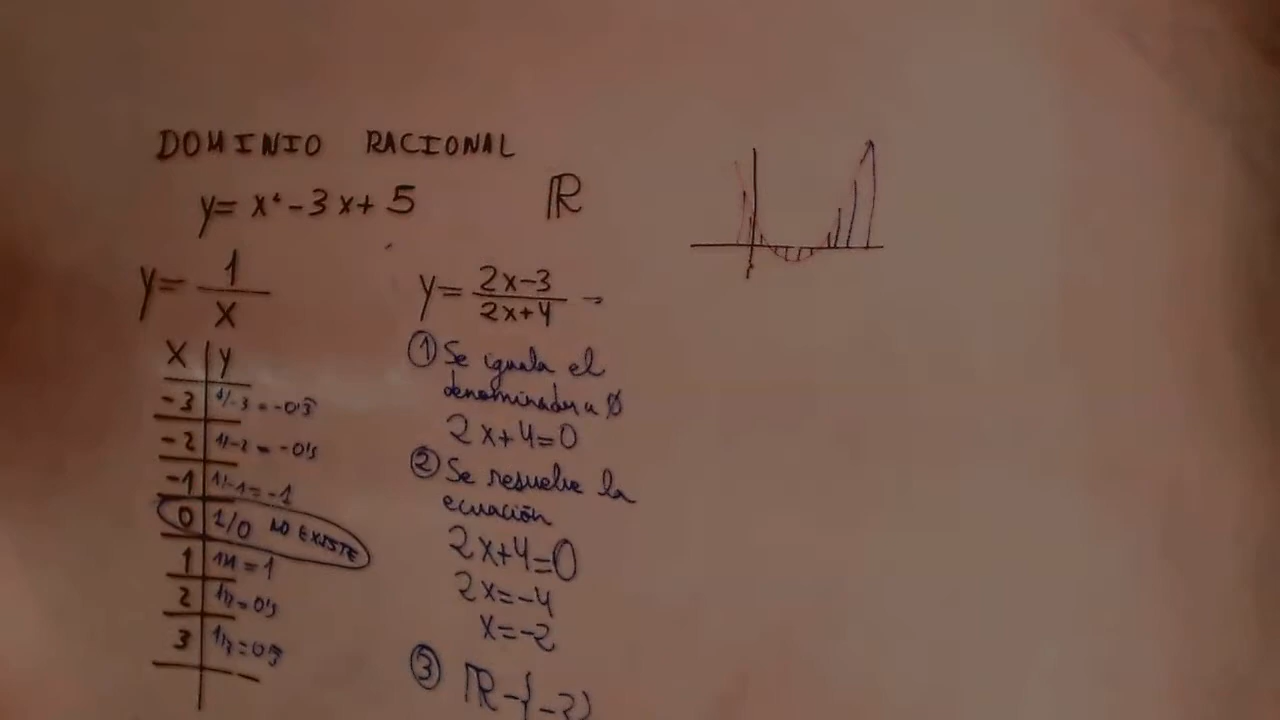 DOMINIO RACIONAL
y= x²-3x+5
ℝ
y= 1/x
x | y
-3 | 1/-3 = -0'3
-2 | 1/-2 = -0'5
-1 | 1/-1 = -1
0 | 1/0 NO EXISTE
1 | 1/1 = 1
2 | 1/2 = 0'5
3 | 1/3 = 0'3
y= (2x-3)/(2x+4) →
① Se iguala el
denominador a 0
2x+4=0
② Se resuelve la
ecuación
2x+4=0
2x=-4
x=-2
③ ℝ-{-2}